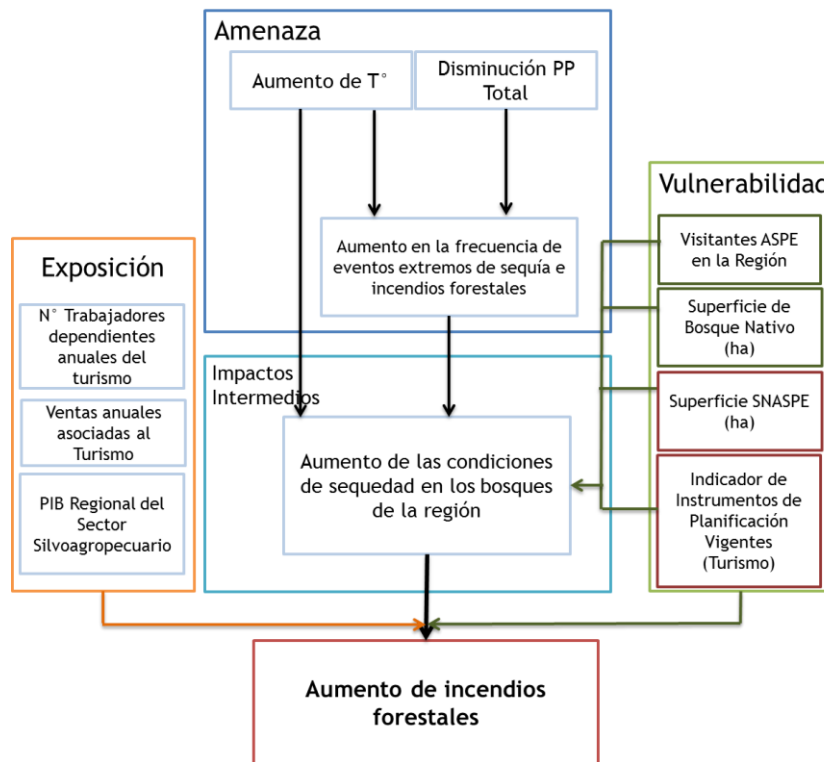 Amenaza
Aumento de T°
Disminución PP
Total
Aumento en la frecuencia de
eventos extremos de sequía e
incendios forestales
Exposición
N° Trabajadores
dependientes
anuales del
turismo
Ventas anuales
asociadas al
Turismo
PIB Regional del
Sector
Silvoagropecuario
Impactos
Intermedios
Aumento de las condiciones
de sequedad en los bosques
de la región
Vulnerabilidad
Visitantes ASPE
en la Región
Superficie de
Bosque Nativo
(ha)
Superficie SNASPE
(ha)
Indicador de
Instrumentos de
Planificación
Vigentes
(Turismo)
Aumento de incendios
forestales